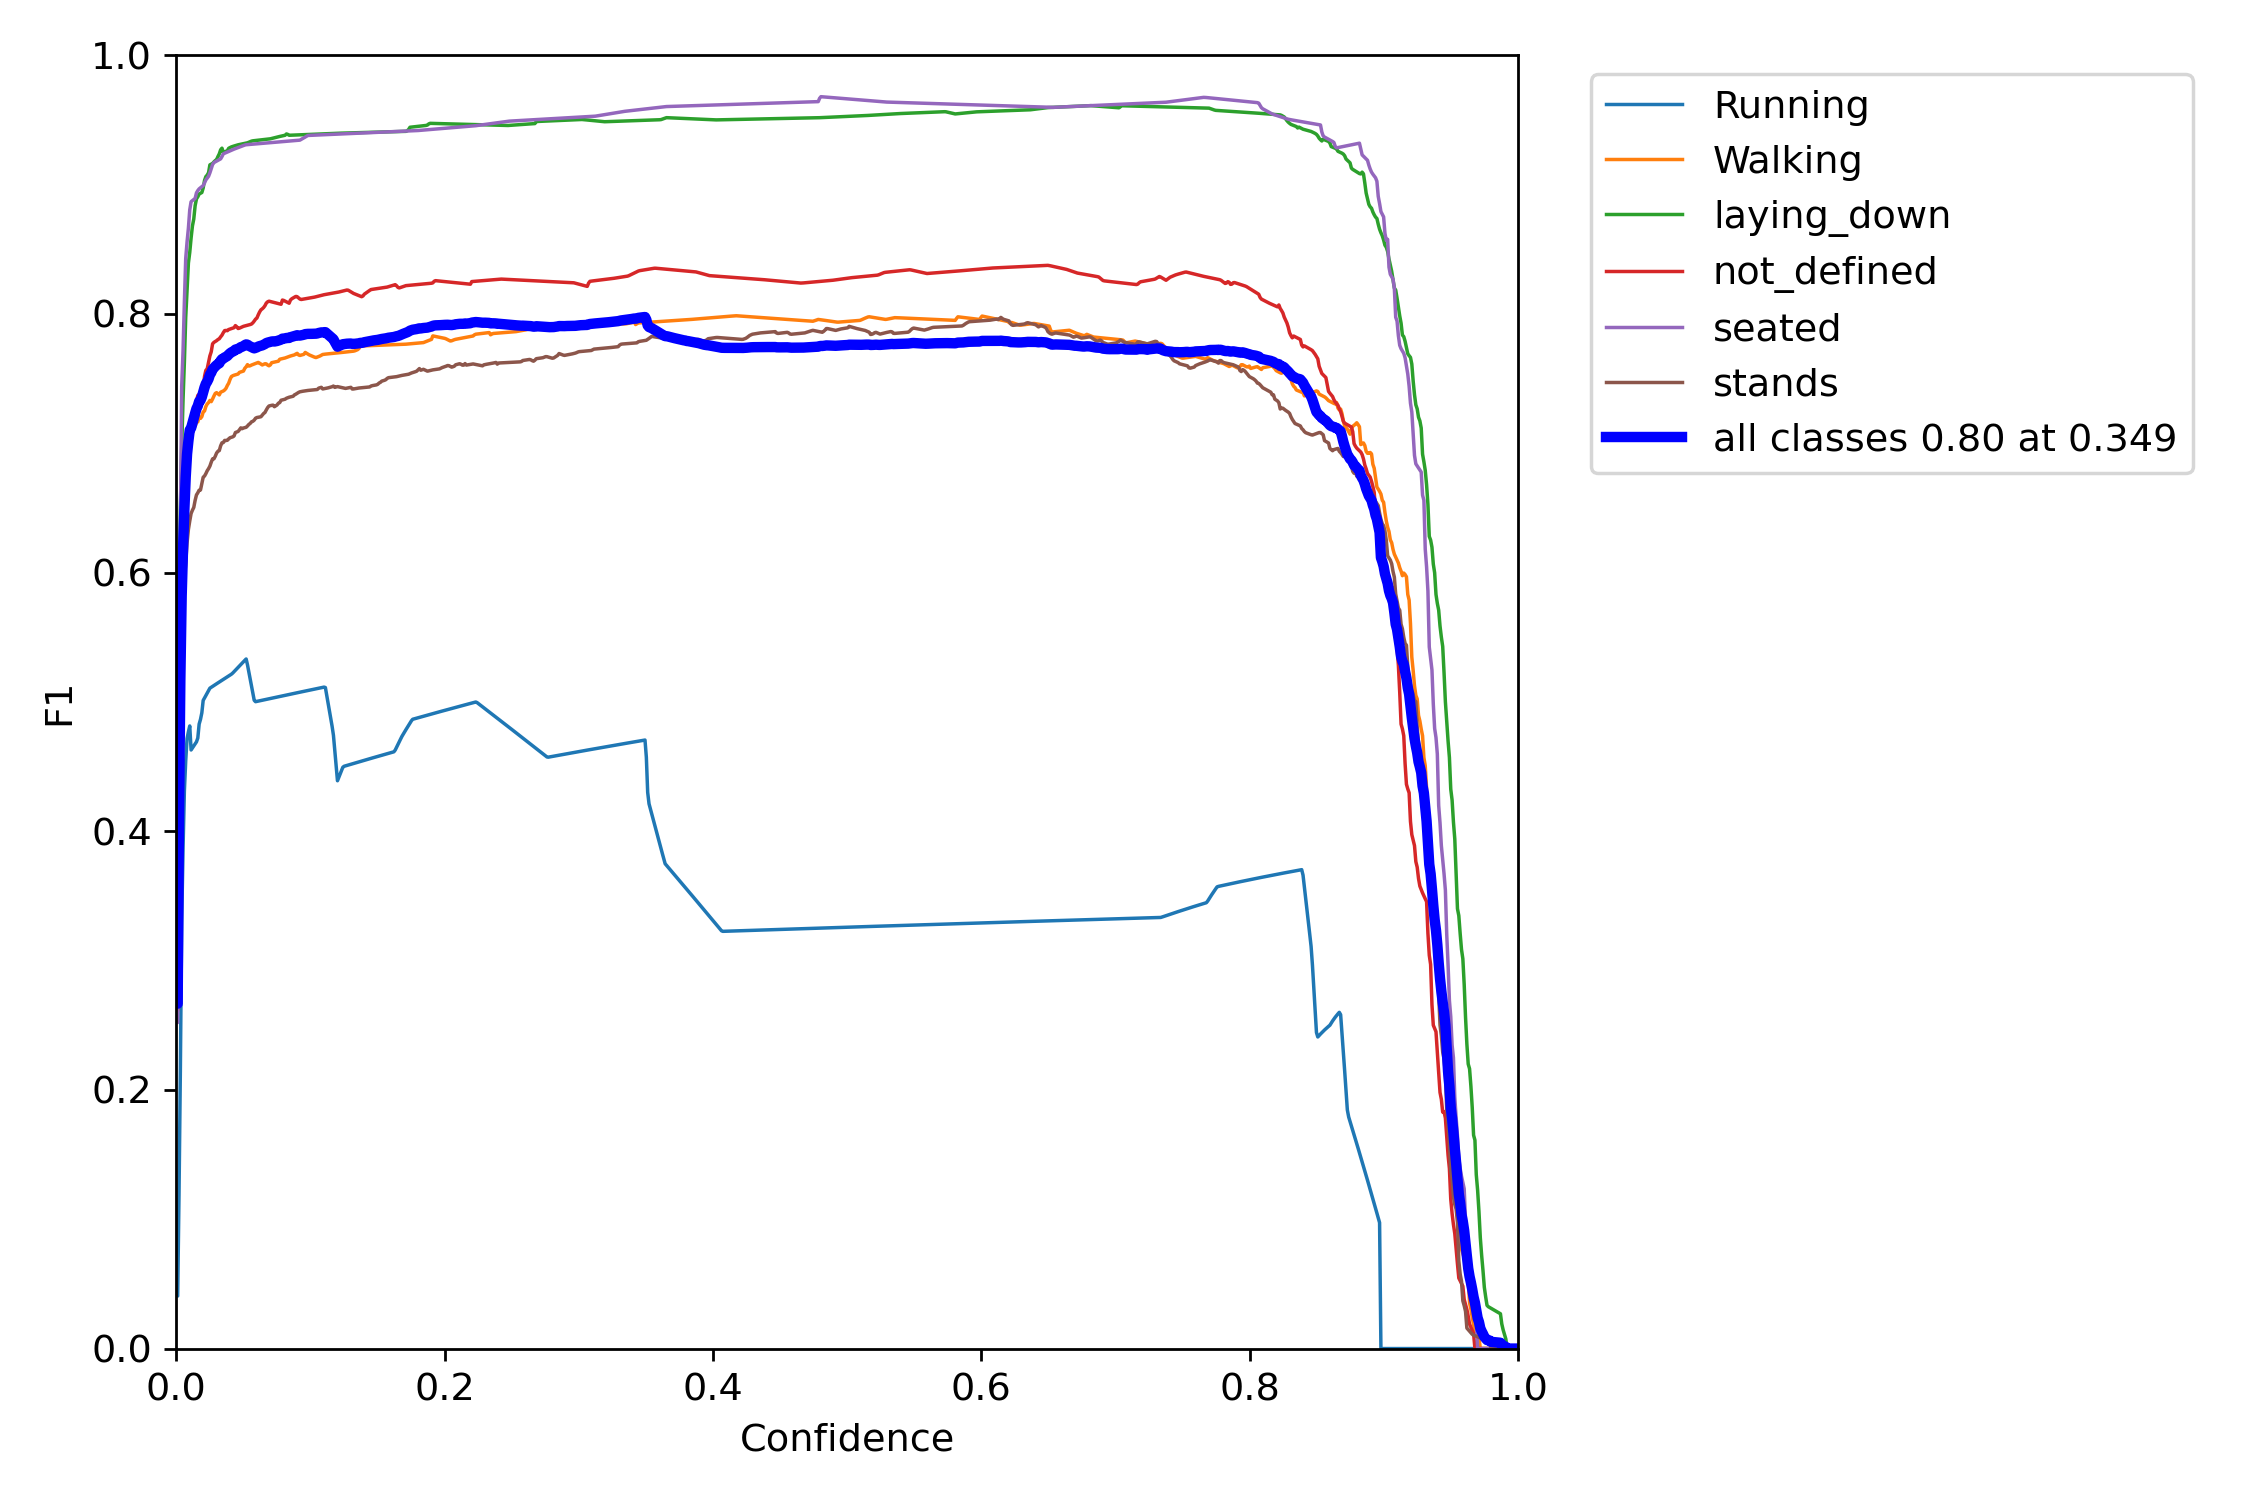 1.0
0.8
0.6
0.4
0.2
0.0
F1
0.0 0.2 0.4 0.6 0.8 1.0
Confidence
Running
Walking
laying_down
not_defined
seated
stands
all classes 0.80 at 0.349